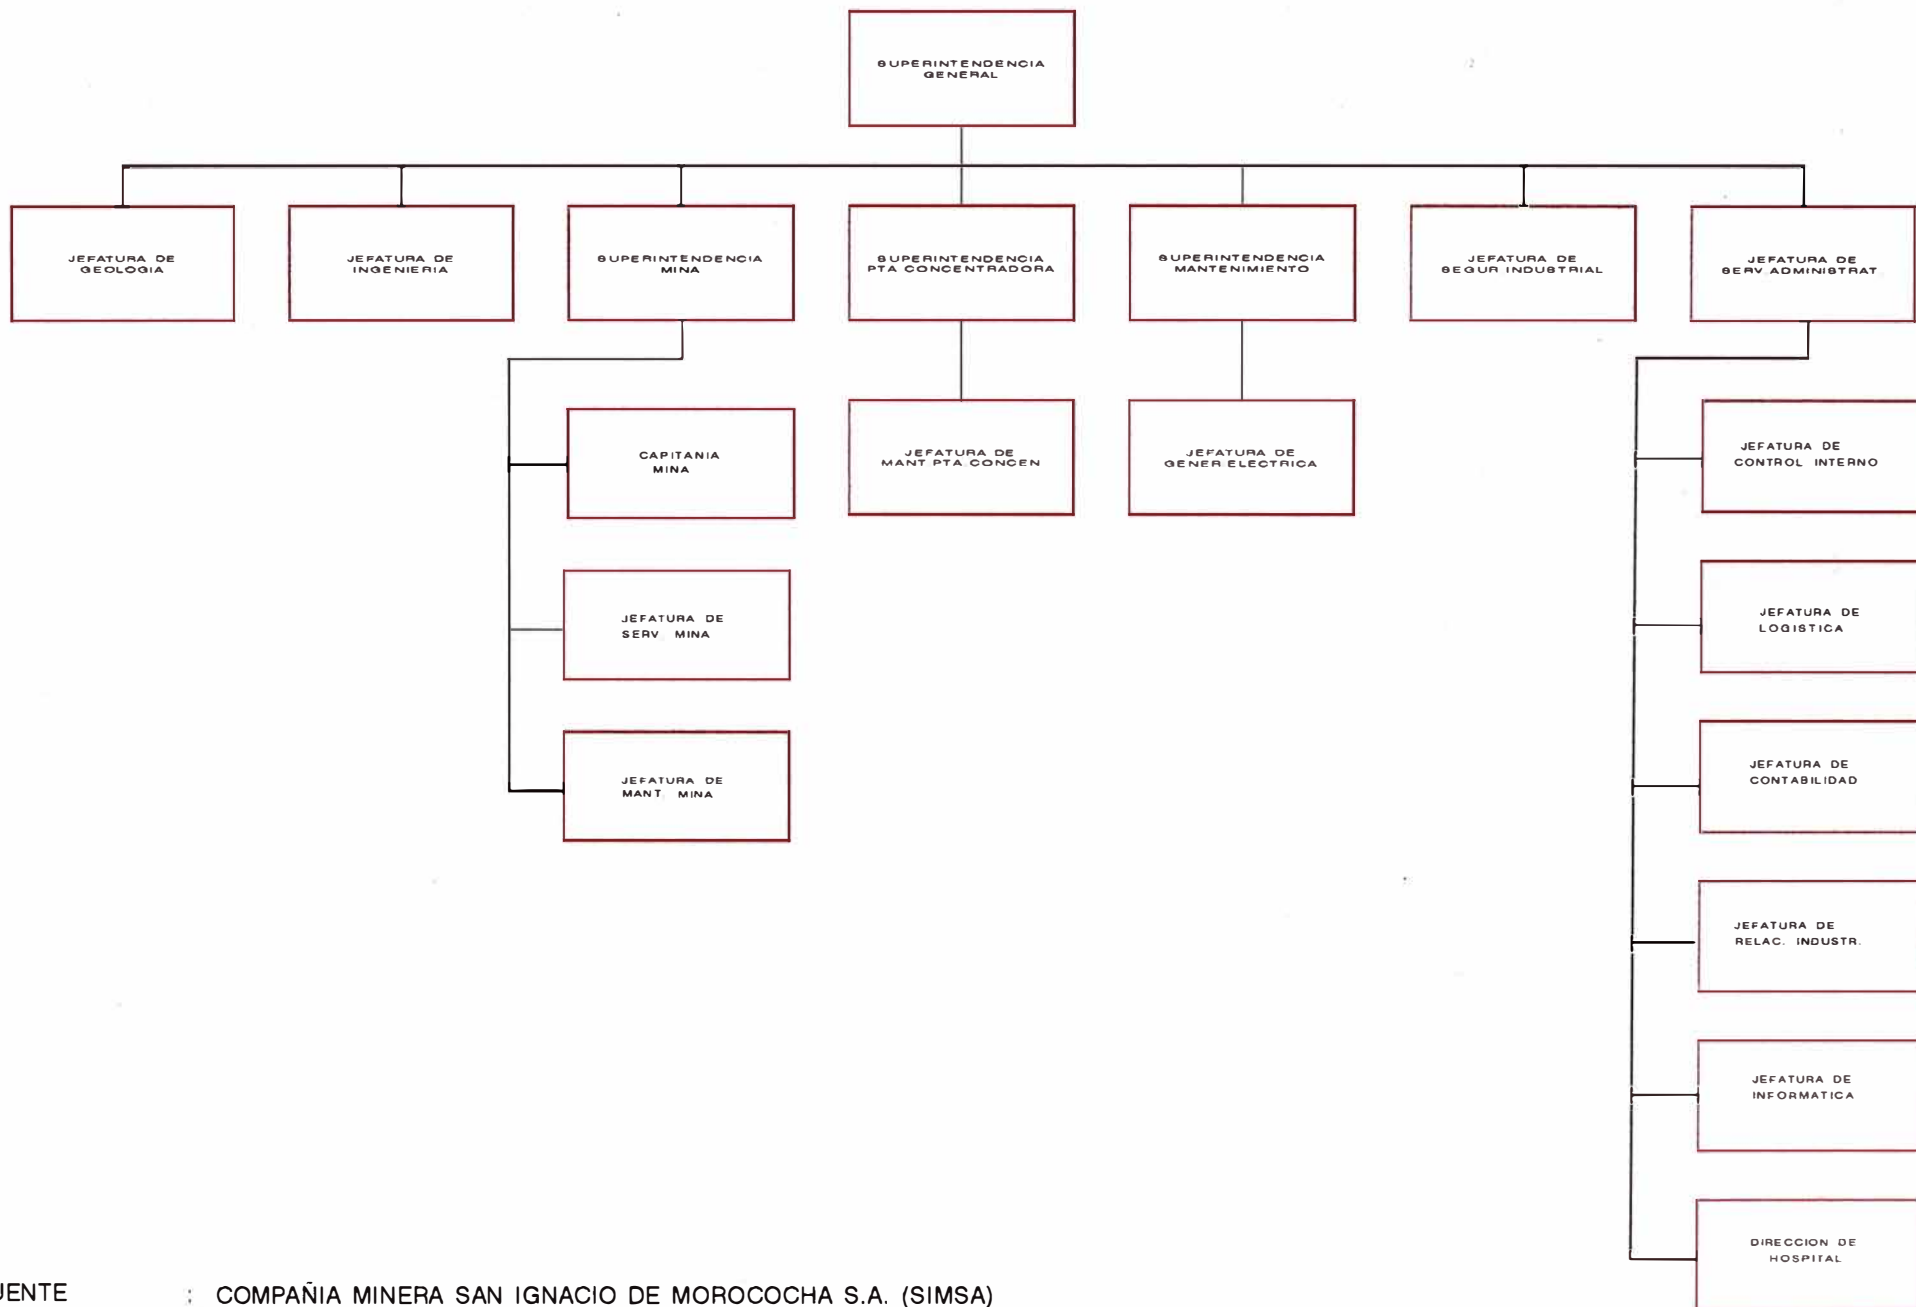 SUPERINTENDENCIA
GENERAL
JEFATURA DE
GEOLOGIA
JEFATURA DE
INGENIERIA
SUPERINTENDENCIA
MINA
SUPERINTENDENCIA
PTA CONCENTRADORA
SUPERINTENDENCIA
MANTENIMIENTO
JEFATURA DE
SEGUR INDUSTRIAL
JEFATURA DE
SERV. ADMINISTRAT.
CAPITANIA
MINA
JEFATURA DE
SERV. MINA
JEFATURA DE
MANT. MINA
JEFATURA DE
MANT PTA CONCEN
JEFATURA DE
GENER ELECTRICA
JEFATURA DE
CONTROL INTERNO
JEFATURA DE
LOGISTICA
JEFATURA DE
CONTABILIDAD
JEFATURA DE
RELAC. INDUSTR.
JEFATURA DE
INFORMATICA
DIRECCION DE
HOSPITAL
UENTE : COMPAÑIA MINERA SAN IGNACIO DE MOROCOCHA S.A. (SIMSA)